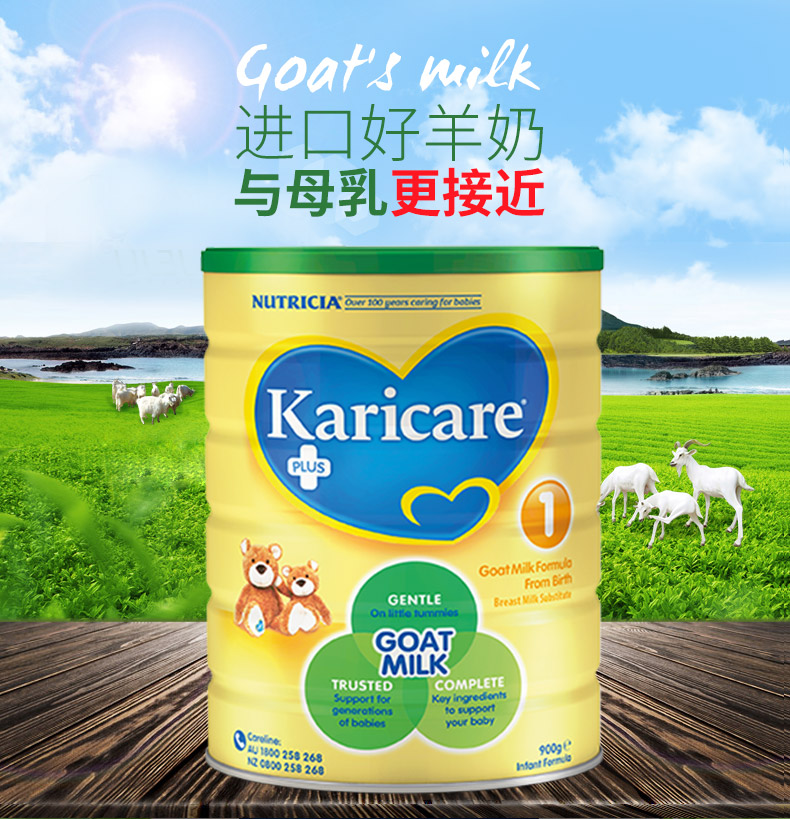 Goat's milk
进口好羊奶
与母乳更接近
NUTRICIA® Over 100 years caring for babies
Karicare®
PLUS
1
Goat Milk Formula
From Birth
Breast Milk Substitute
GENTLE
On little tummies
GOAT
MILK
TRUSTED
Support for
generations
of babies
COMPLETE
Key ingredients
to support
your baby
Careline:
AU 1800 258 268
NZ 0800 258 268
900g ℮
Infant Formula